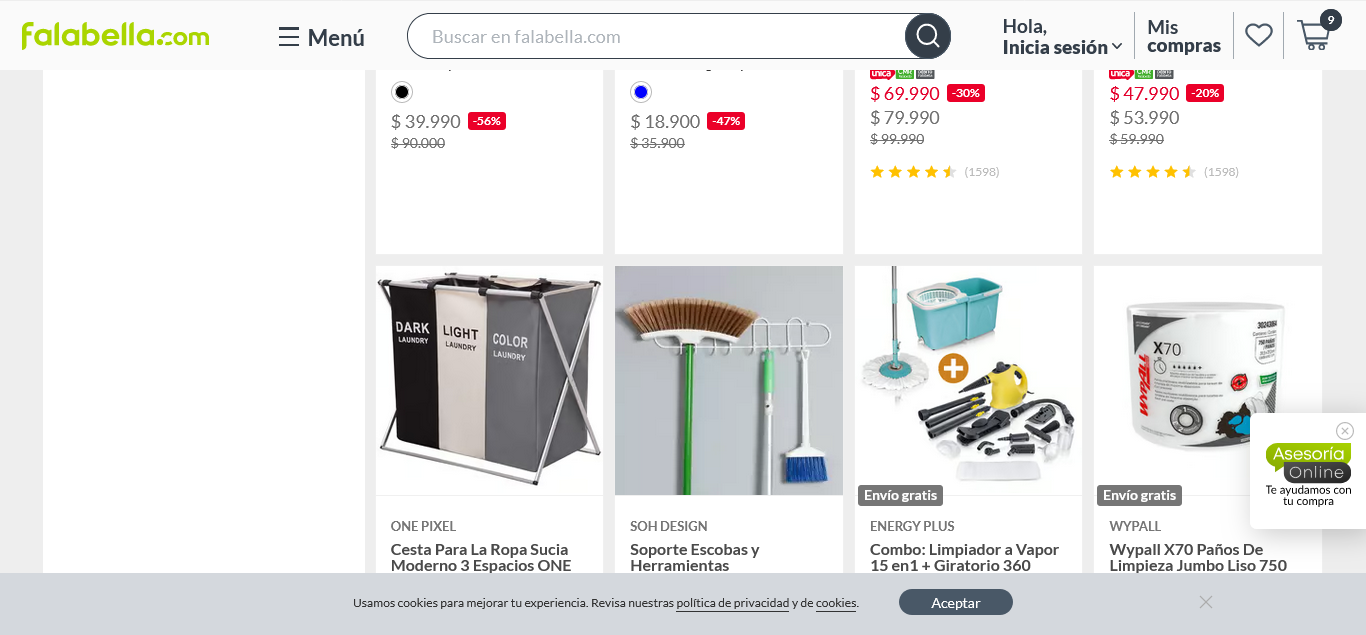 falabella.com
Menú
Buscar en falabella.com
Hola,
Inicia sesión
Mis
compras
9
$ 39.990 -56%
$ 90.000
$ 18.900 -47%
$ 35.900
única
CMR
$ 69.990 -30%
$ 79.990
$ 99.990
(1598)
única
CMR
$ 47.990 -20%
$ 53.990
$ 59.990
(1598)
DARK
LAUNDRY
LIGHT
LAUNDRY
COLOR
LAUNDRY
ONE PIXEL
Cesta Para La Ropa Sucia
Moderno 3 Espacios ONE
SOH DESIGN
Soporte Escobas y
Herramientas
Envío gratis
ENERGY PLUS
Combo: Limpiador a Vapor
15 en1 + Giratorio 360
X70
WYPALL
Envío gratis
WYPALL
Wypall X70 Paños De
Limpieza Jumbo Liso 750
Asesoría
Online
Te ayudamos con
tu compra
Usamos cookies para mejorar tu experiencia. Revisa nuestras política de privacidad y de cookies.
Aceptar